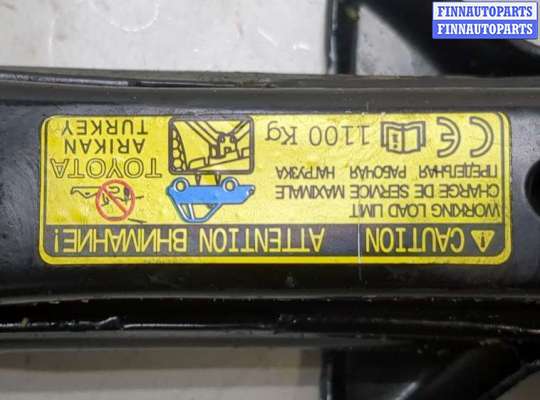 FINNAUTOPARTS
FINNAUTOPARTS
CAUTION ATTENTION ВНИМАНИЕ!
WORKING LOAD LIMIT
CHARGE DE SERVICE MAXIMALE
ПРЕДЕЛЬНАЯ РАБОЧАЯ НАГРУЗКА
CE 1100 Kg
TOYOTA
ARIKAN
TURKEY